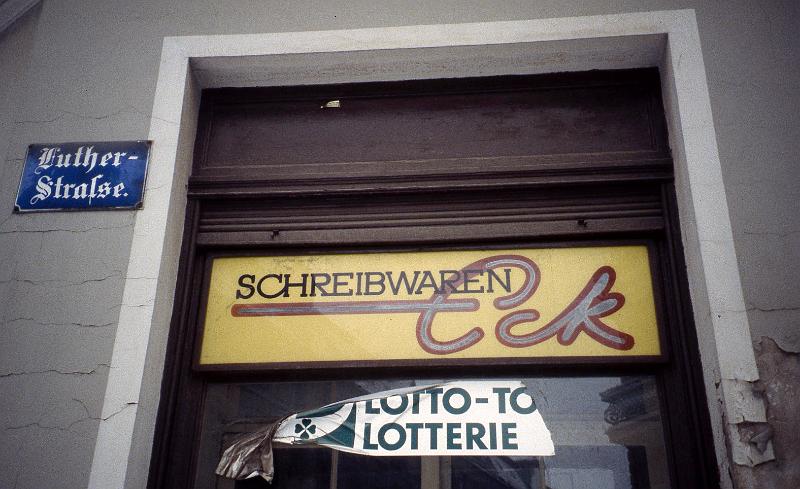 Luther-
Straſse.
SCHREIBWAREN
Eck
LOTTO-TO
LOTTERIE